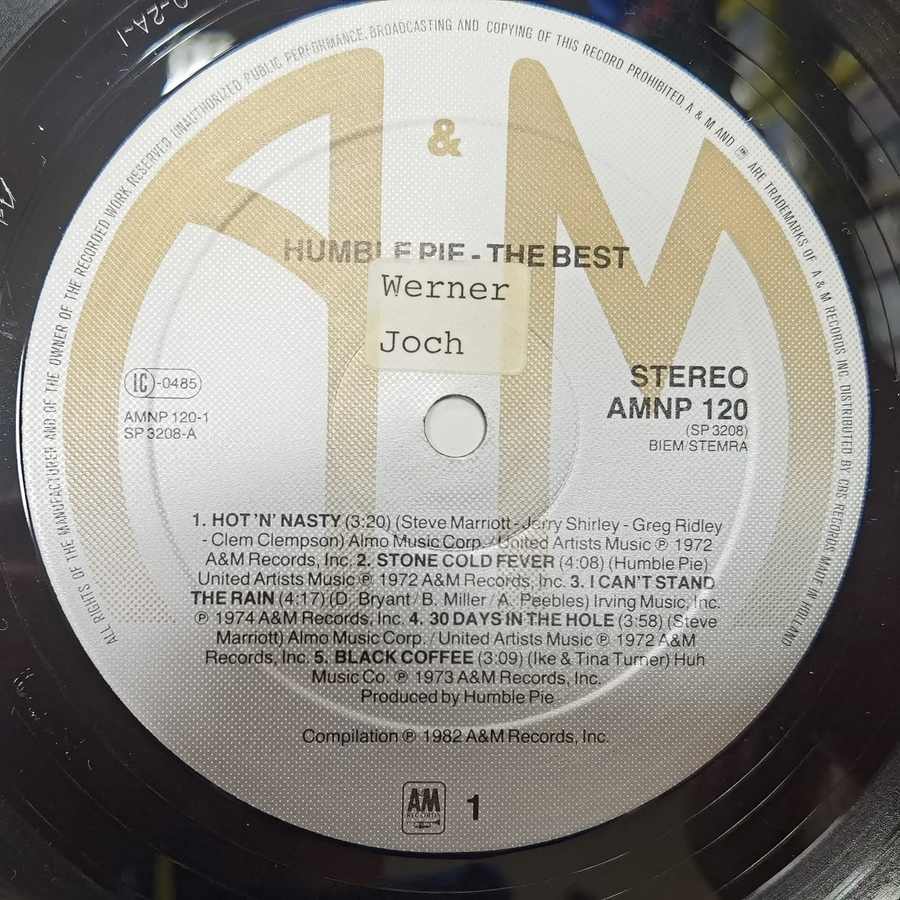 ALL RIGHTS OF THE MANUFACTURER AND OF THE OWNER OF THE RECORDED WORK RESERVED UNAUTHORIZED PUBLIC PERFORMANCE, BROADCASTING AND COPYING OF THIS RECORD PROHIBITED. A & M AND AM ARE TRADEMARKS OF A & M RECORDS INC. DISTRIBUTED BY CBS RECORDS MADE IN HOLLAND
A & M
HUMBLE PIE - THE BEST
Werner
Joch
LC-0485
AMNP 120-1
SP 3208-A
STEREO
AMNP 120
(SP 3208)
BIEM/STEMRA
1. HOT 'N' NASTY (3:20) (Steve Marriott - Jerry Shirley - Greg Ridley
- Clem Clempson) Almo Music Corp. / United Artists Music ℗ 1972
A&M Records, Inc. 2. STONE COLD FEVER (4:08) (Humble Pie)
United Artists Music ℗ 1972 A&M Records, Inc. 3. I CAN'T STAND
THE RAIN (4:17) (D. Bryant / B. Miller / A. Peebles) Irving Music, Inc.
℗ 1974 A&M Records, Inc. 4. 30 DAYS IN THE HOLE (3:58) (Steve
Marriott) Almo Music Corp. / United Artists Music ℗ 1972 A&M
Records, Inc. 5. BLACK COFFEE (3:09) (Ike & Tina Turner) Huh
Music Co. ℗ 1973 A&M Records, Inc.
Produced by Humble Pie
Compilation ℗ 1982 A&M Records, Inc.
AM
RECORDS
1